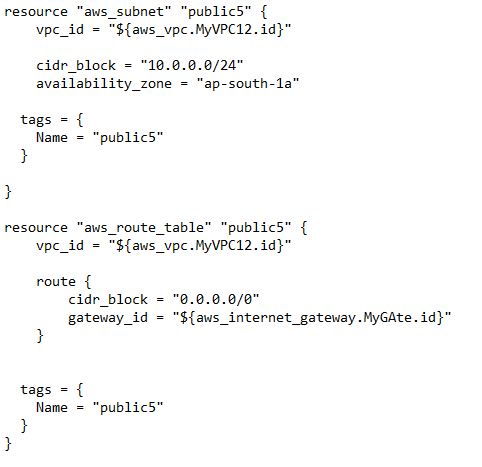 resource "aws_subnet" "public5" {
    vpc_id = "${aws_vpc.MyVPC12.id}"

    cidr_block = "10.0.0.0/24"
    availability_zone = "ap-south-1a"

  tags = {
    Name = "public5"
  }

}

resource "aws_route_table" "public5" {
    vpc_id = "${aws_vpc.MyVPC12.id}"

    route {
        cidr_block = "0.0.0.0/0"
        gateway_id = "${aws_internet_gateway.MyGAte.id}"
    }


  tags = {
    Name = "public5"
  }
}